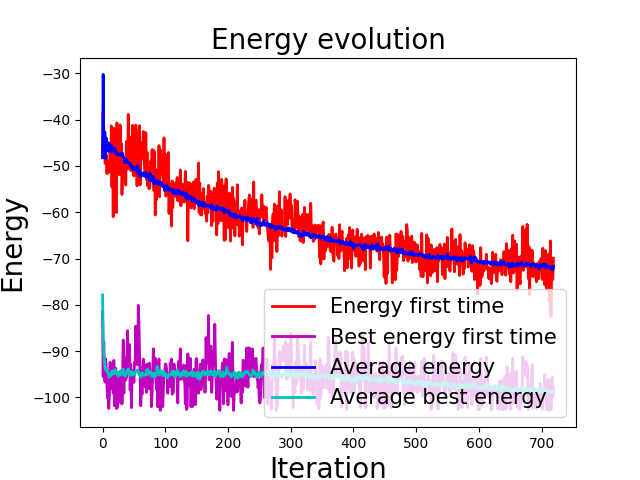 Energy evolution
Energy
−30
−40
−50
−60
−70
−80
−90
−100
Energy first time
Best energy first time
Average energy
Average best energy
0 100 200 300 400 500 600 700
Iteration